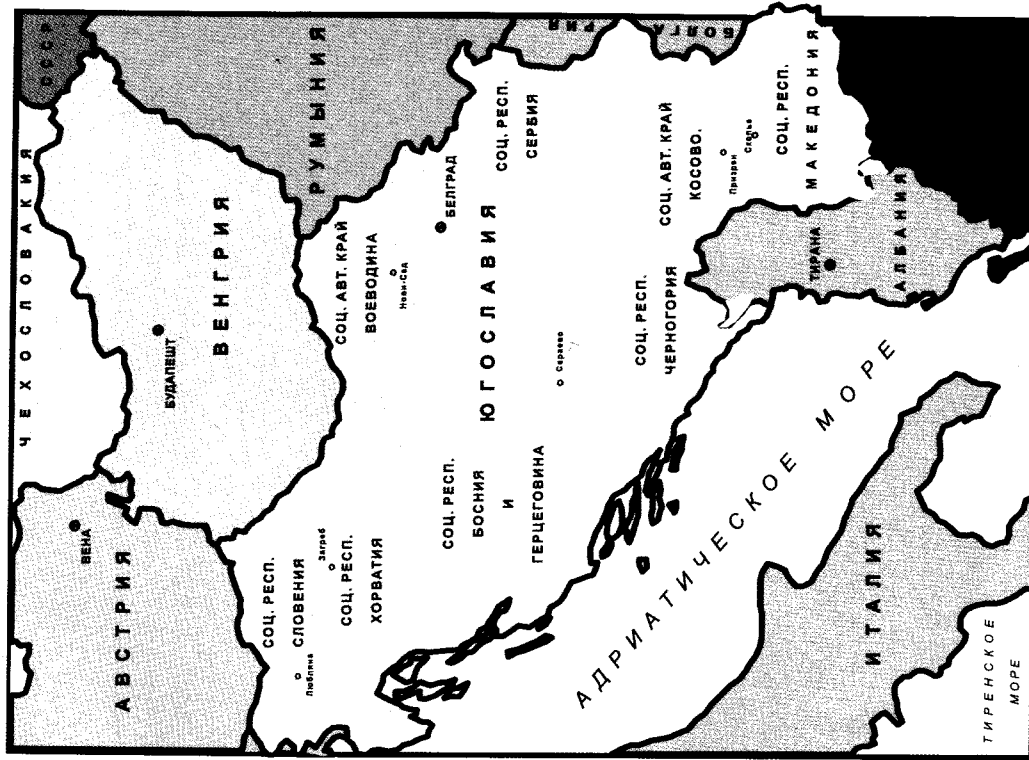 ЧЕХОСЛОВАКИЯ
СССР
ВЕНА
АВСТРИЯ
БУДАПЕШТ
ВЕНГРИЯ
РУМЫНИЯ
СОЦ. РЕСП.
СЛОВЕНИЯ
Любляна
Загреб
СОЦ. РЕСП.
ХОРВАТИЯ
СОЦ. АВТ. КРАЙ
ВОЕВОДИНА
Нови-Сад
БЕЛГРАД
ЮГОСЛАВИЯ
СОЦ. РЕСП.
БОСНИЯ
И
ГЕРЦЕГОВИНА
Сараево
СОЦ. РЕСП.
СЕРБИЯ
БОЛГА
РИЯ
СОЦ. РЕСП.
ЧЕРНОГОРИЯ
СОЦ. АВТ. КРАЙ
КОСОВО.
Призрен
Скопье
СОЦ. РЕСП.
МАКЕДОНИЯ
ТИРАНА
АЛБАНИЯ
АДРИАТИЧЕСКОЕ МОРЕ
ИТАЛИЯ
ТИРЕНСКОЕ
МОРЕ